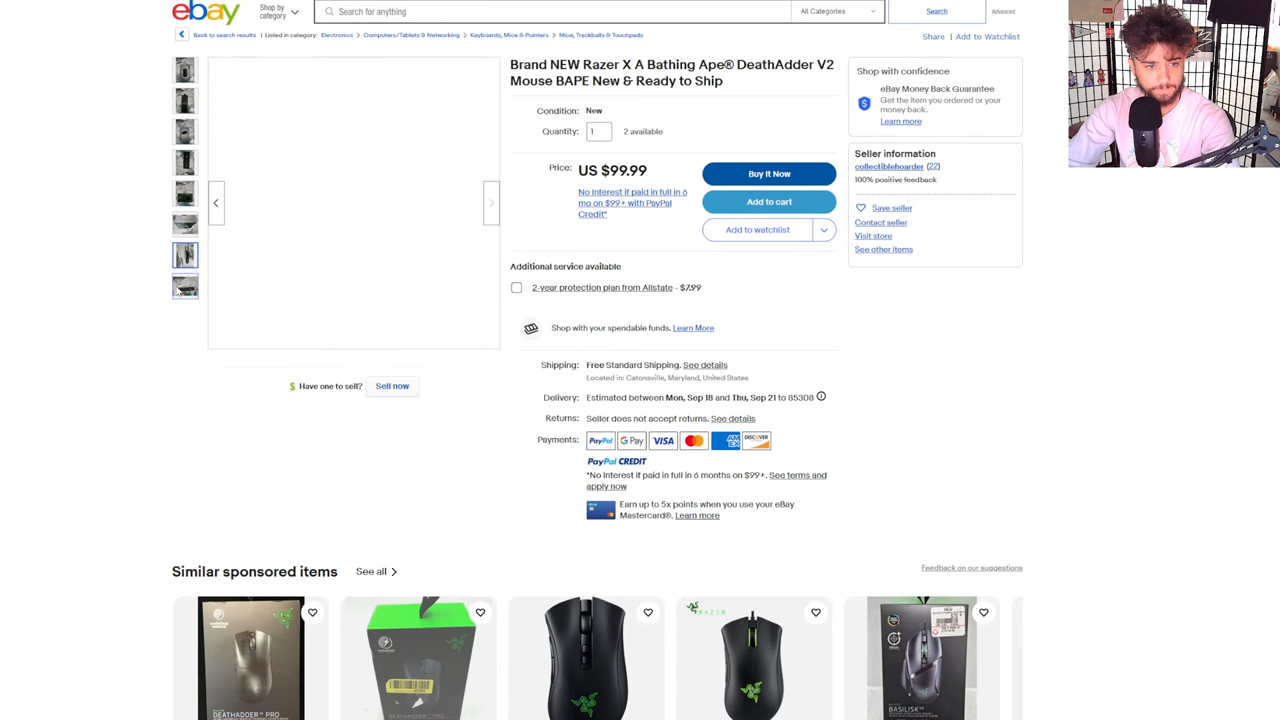 ebay
Shop by
category
Search for anything
All Categories
Search
Advanced
Back to search results | Listed in category: Electronics > Computers/Tablets & Networking > Keyboards, Mice & Pointers > Mice, Trackballs & Touchpads
Share | Add to Watchlist
Brand NEW Razer X A Bathing Ape® DeathAdder V2
Mouse BAPE New & Ready to Ship
Condition: New
Quantity: 1 2 available
Price: US $99.99
No Interest if paid in full in 6
mo on $99+ with PayPal
Credit*
Buy It Now
Add to cart
Add to watchlist
Additional service available
2-year protection plan from Allstate - $7.99
Shop with your spendable funds. Learn More
Shipping: Free Standard Shipping. See details
Located in: Catonsville, Maryland, United States
Delivery: Estimated between Mon, Sep 18 and Thu, Sep 21 to 85308
Returns: Seller does not accept returns. See details
Payments: PayPal G Pay VISA AM EX DISCOVER
PayPal CREDIT
*No Interest if paid in full in 6 months on $99+. See terms and
apply now
Earn up to 5x points when you use your eBay
Mastercard®. Learn more
Shop with confidence
eBay Money Back Guarantee
Get the item you ordered or your
money back.
Learn more
Seller information
collectiblehoarder (22)
100% positive feedback
Save seller
Contact seller
Visit store
See other items
$ Have one to sell? Sell now
Similar sponsored items See all
Feedback on our suggestions
DEATHADDER V2 PRO
RAZER
BASILISK V3